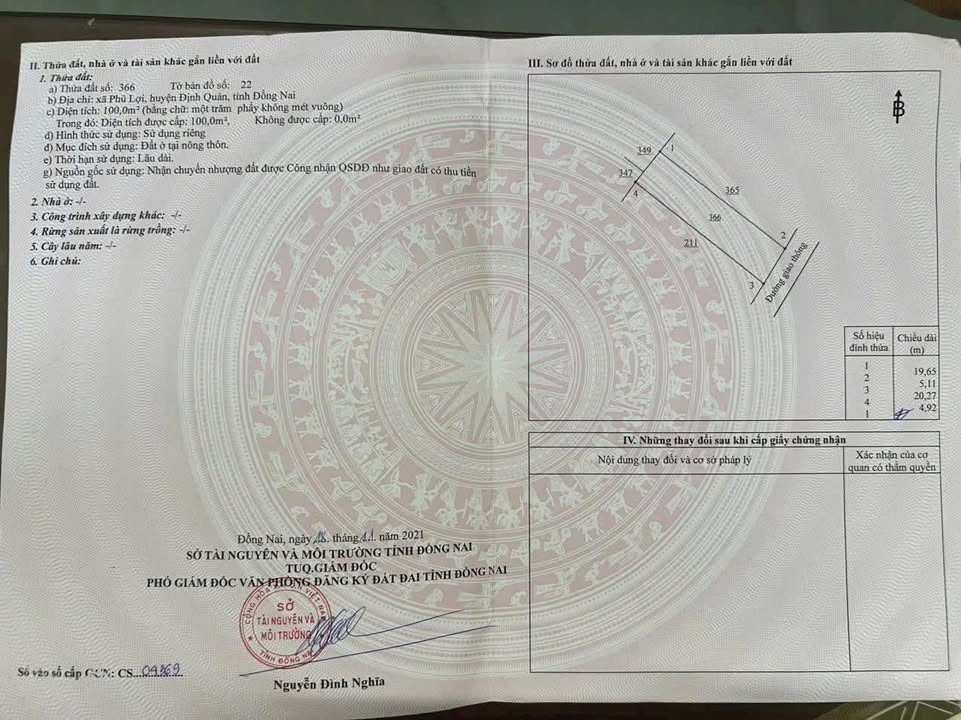 II. Thửa đất, nhà ở và tài sản khác gắn liền với đất
1. Thửa đất:
a) Thửa đất số: 366 Tờ bản đồ số: 22
b) Địa chỉ: xã Phú Lợi, huyện Định Quán, tỉnh Đồng Nai
c) Diện tích: 100,0m² (bằng chữ: một trăm phẩy không mét vuông)
Trong đó: Diện tích được cấp: 100,0m², Không được cấp: 0,0m²
d) Hình thức sử dụng: Sử dụng riêng
đ) Mục đích sử dụng: Đất ở tại nông thôn.
e) Thời hạn sử dụng: Lâu dài.
g) Nguồn gốc sử dụng: Nhận chuyển nhượng đất được Công nhận QSDĐ như giao đất có thu tiền
sử dụng đất.
2. Nhà ở: -/-
3. Công trình xây dựng khác: -/-
4. Rừng sản xuất là rừng trồng: -/-
5. Cây lâu năm: -/-
6. Ghi chú:
Đồng Nai, ngày tháng 11 năm 2021
SỞ TÀI NGUYÊN VÀ MÔI TRƯỜNG TỈNH ĐỒNG NAI
TUQ.GIÁM ĐỐC
PHÓ GIÁM ĐỐC VĂN PHÒNG ĐĂNG KÝ ĐẤT ĐAI TỈNH ĐỒNG NAI
SỞ
TÀI NGUYÊN VÀ
MÔI TRƯỜNG
TỈNH ĐỒNG NAI
Số vào sổ cấp GCN: CS...04369
Nguyễn Đình Nghĩa
III. Sơ đồ thửa đất, nhà ở và tài sản khác gắn liền với đất
B
349
1
347
4
365
366
211
2
3
Đường giao thông
Số hiệu đỉnh thửa Chiều dài (m)
1
19,65
2
5,11
3
20,27
4
4,92
1
IV. Những thay đổi sau khi cấp giấy chứng nhận
Nội dung thay đổi và cơ sở pháp lý
Xác nhận của cơ
quan có thẩm quyền